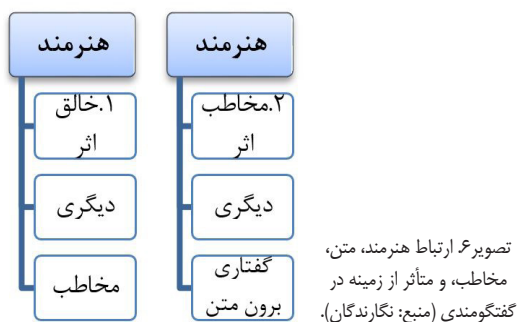 هنرمند
۱.خالق
اثر
دیگری
مخاطب
هنرمند
۲.مخاطب
اثر
دیگری
گفتاری
برون متن
تصویر۶. ارتباط هنرمند، متن،
مخاطب، و متأثر از زمینه در
گفتگومندی (منبع: نگارندگان).